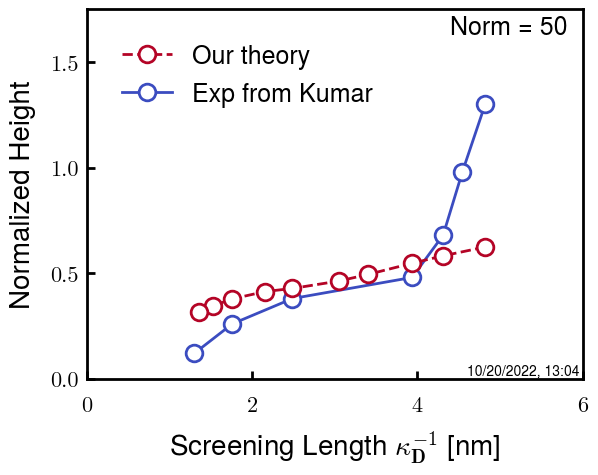 Norm = 50
Our theory
Exp from Kumar
Normalized Height
1.5
1.0
0.5
0.0
10/20/2022, 13:04
0 2 4 6
Screening Length κ_D^{-1} [nm]